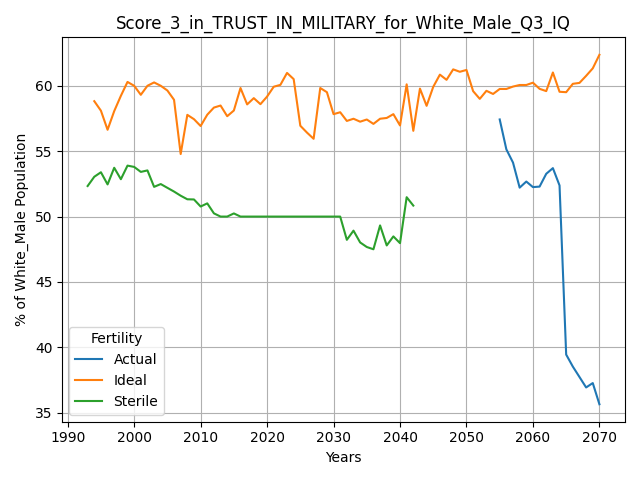 Score_3_in_TRUST_IN_MILITARY_for_White_Male_Q3_IQ
% of White_Male Population
60
55
50
45
40
35
Fertility
Actual
Ideal
Sterile
1990 2000 2010 2020 2030 2040 2050 2060 2070
Years